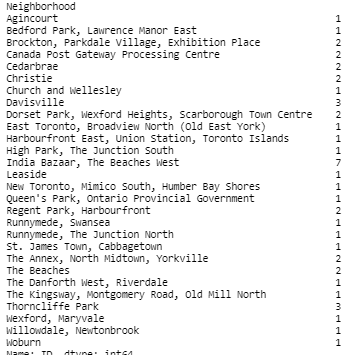 Neighborhood
Agincourt 1
Bedford Park, Lawrence Manor East 1
Brockton, Parkdale Village, Exhibition Place 2
Canada Post Gateway Processing Centre 2
Cedarbrae 2
Christie 2
Church and Wellesley 1
Davisville 3
Dorset Park, Wexford Heights, Scarborough Town Centre 2
East Toronto, Broadview North (Old East York) 1
Harbourfront East, Union Station, Toronto Islands 1
High Park, The Junction South 1
India Bazaar, The Beaches West 7
Leaside 1
New Toronto, Mimico South, Humber Bay Shores 1
Queen's Park, Ontario Provincial Government 1
Regent Park, Harbourfront 2
Runnymede, Swansea 1
Runnymede, The Junction North 1
St. James Town, Cabbagetown 1
The Annex, North Midtown, Yorkville 2
The Beaches 2
The Danforth West, Riverdale 1
The Kingsway, Montgomery Road, Old Mill North 1
Thorncliffe Park 3
Wexford, Maryvale 1
Willowdale, Newtonbrook 1
Woburn 1
Name: ID, dtype: int64